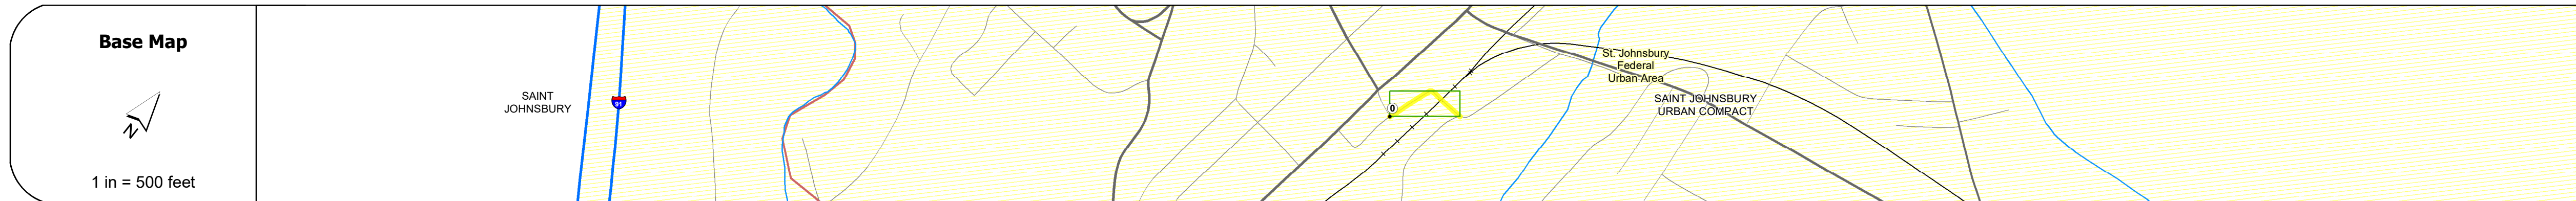 Base Map
N
1 in = 500 feet
SAINT
JOHNSBURY
91
0
St. Johnsbury
Federal
Urban Area
SAINT JOHNSBURY
URBAN COMPACT